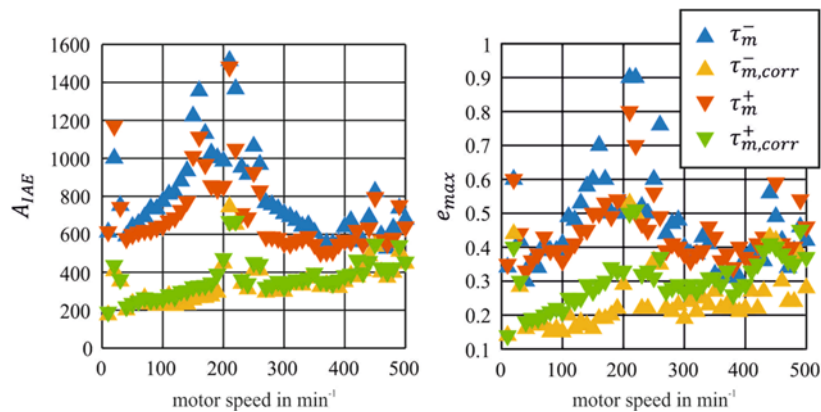 1600
1400
1200
1000
800
600
400
200
0
A_IAE
0 100 200 300 400 500
motor speed in min⁻¹
1
0.9
0.8
0.7
0.6
0.5
0.4
0.3
0.2
0.1
e_max
0 100 200 300 400 500
motor speed in min⁻¹
τ_m^−
τ_m,corr^−
τ_m^+
τ_m,corr^+